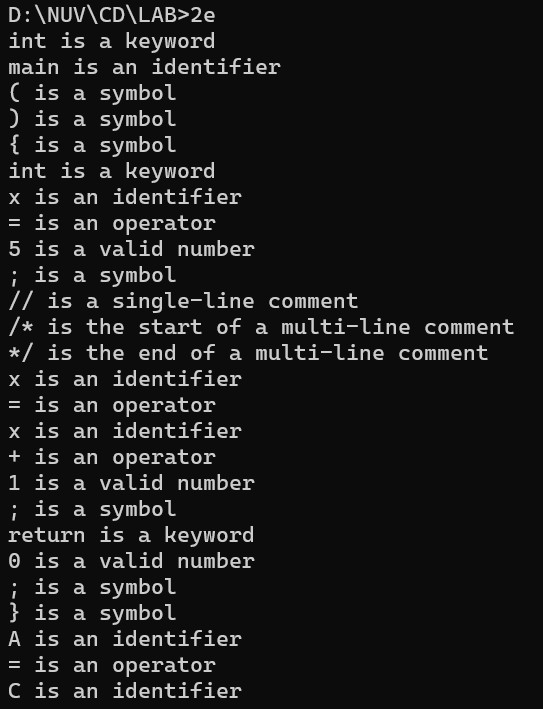 D:\NUV\CD\LAB>2e
int is a keyword
main is an identifier
( is a symbol
) is a symbol
{ is a symbol
int is a keyword
x is an identifier
= is an operator
5 is a valid number
; is a symbol
// is a single-line comment
/* is the start of a multi-line comment
*/ is the end of a multi-line comment
x is an identifier
= is an operator
x is an identifier
+ is an operator
1 is a valid number
; is a symbol
return is a keyword
0 is a valid number
; is a symbol
} is a symbol
A is an identifier
= is an operator
C is an identifier